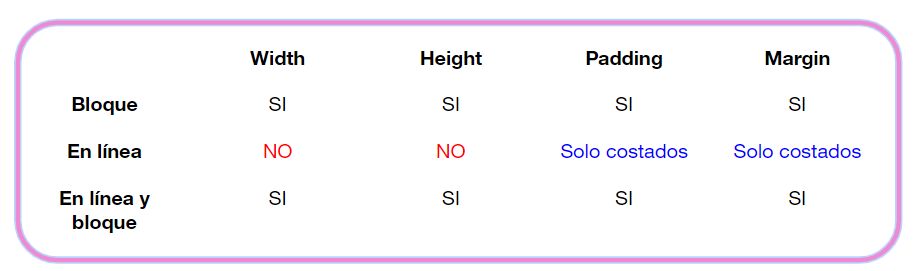 Width Height Padding Margin
Bloque SI SI SI SI
En línea NO NO Solo costados Solo costados
En línea y SI SI SI SI
bloque